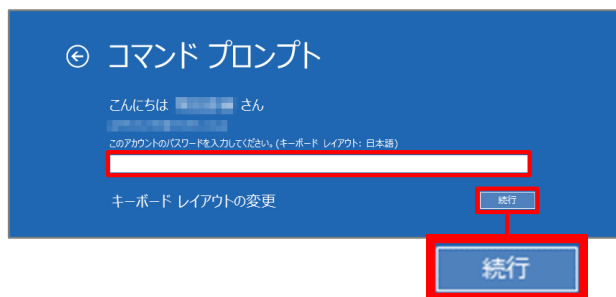 コマンド プロンプト
こんにちは さん
このアカウントのパスワードを入力してください。(キーボード レイアウト: 日本語)
キーボード レイアウトの変更
続行
続行